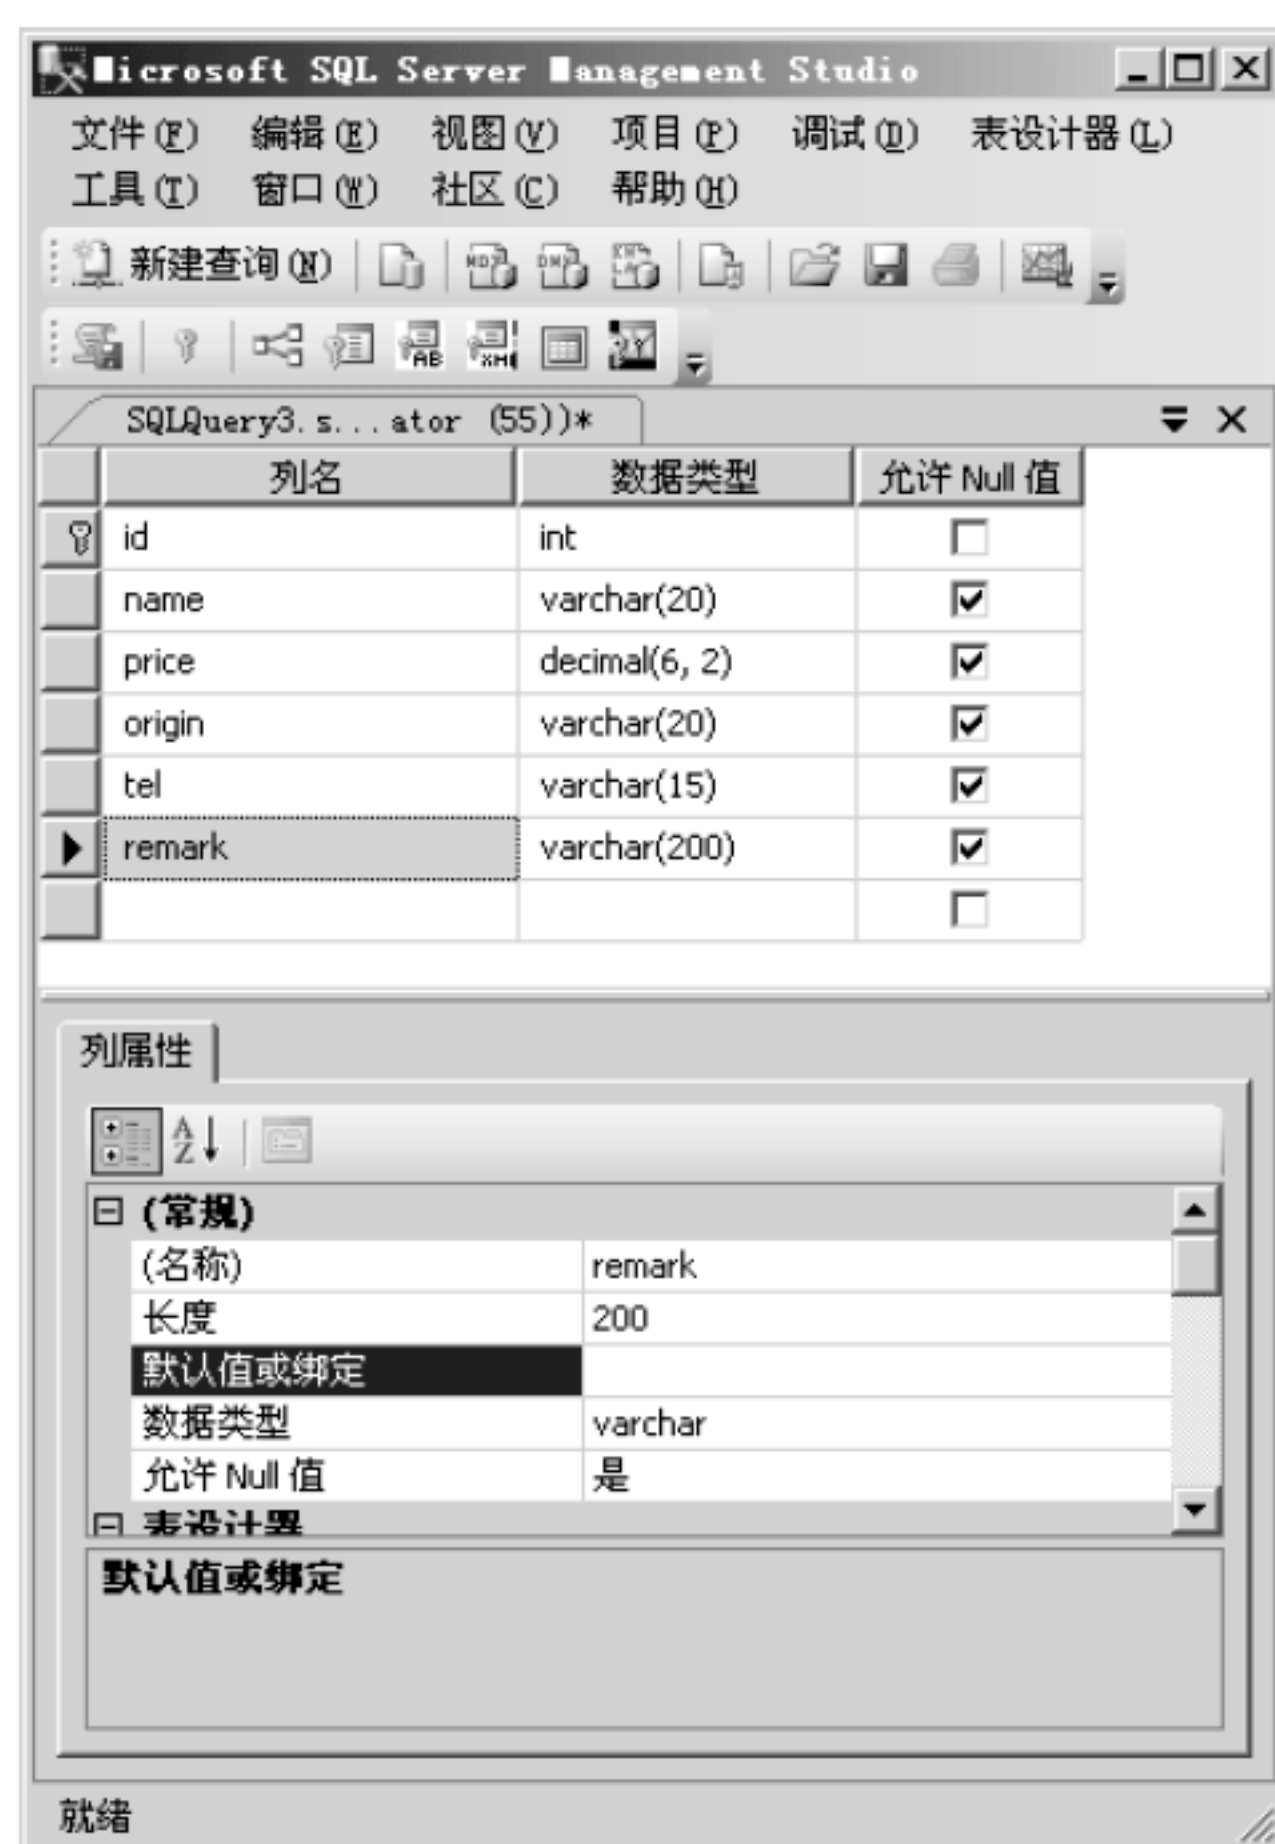 Microsoft SQL Server Management Studio
文件(F) 编辑(E) 视图(V) 项目(P) 调试(D) 表设计器(L)
工具(T) 窗口(W) 社区(C) 帮助(H)
新建查询(N)
SQLQuery3.s...ator (55))*
列名 数据类型 允许 Null 值
id int
name varchar(20)
price decimal(6, 2)
origin varchar(20)
tel varchar(15)
remark varchar(200)
列属性
(常规)
(名称) remark
长度 200
默认值或绑定
数据类型 varchar
允许 Null 值 是
表设计器
默认值或绑定
就绪